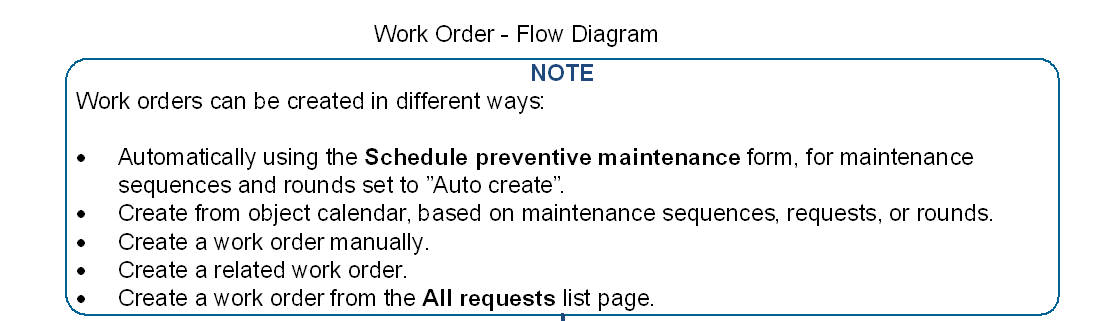 Work Order - Flow Diagram
NOTE
Work orders can be created in different ways:
• Automatically using the Schedule preventive maintenance form, for maintenance
sequences and rounds set to ”Auto create”.
• Create from object calendar, based on maintenance sequences, requests, or rounds.
• Create a work order manually.
• Create a related work order.
• Create a work order from the All requests list page.